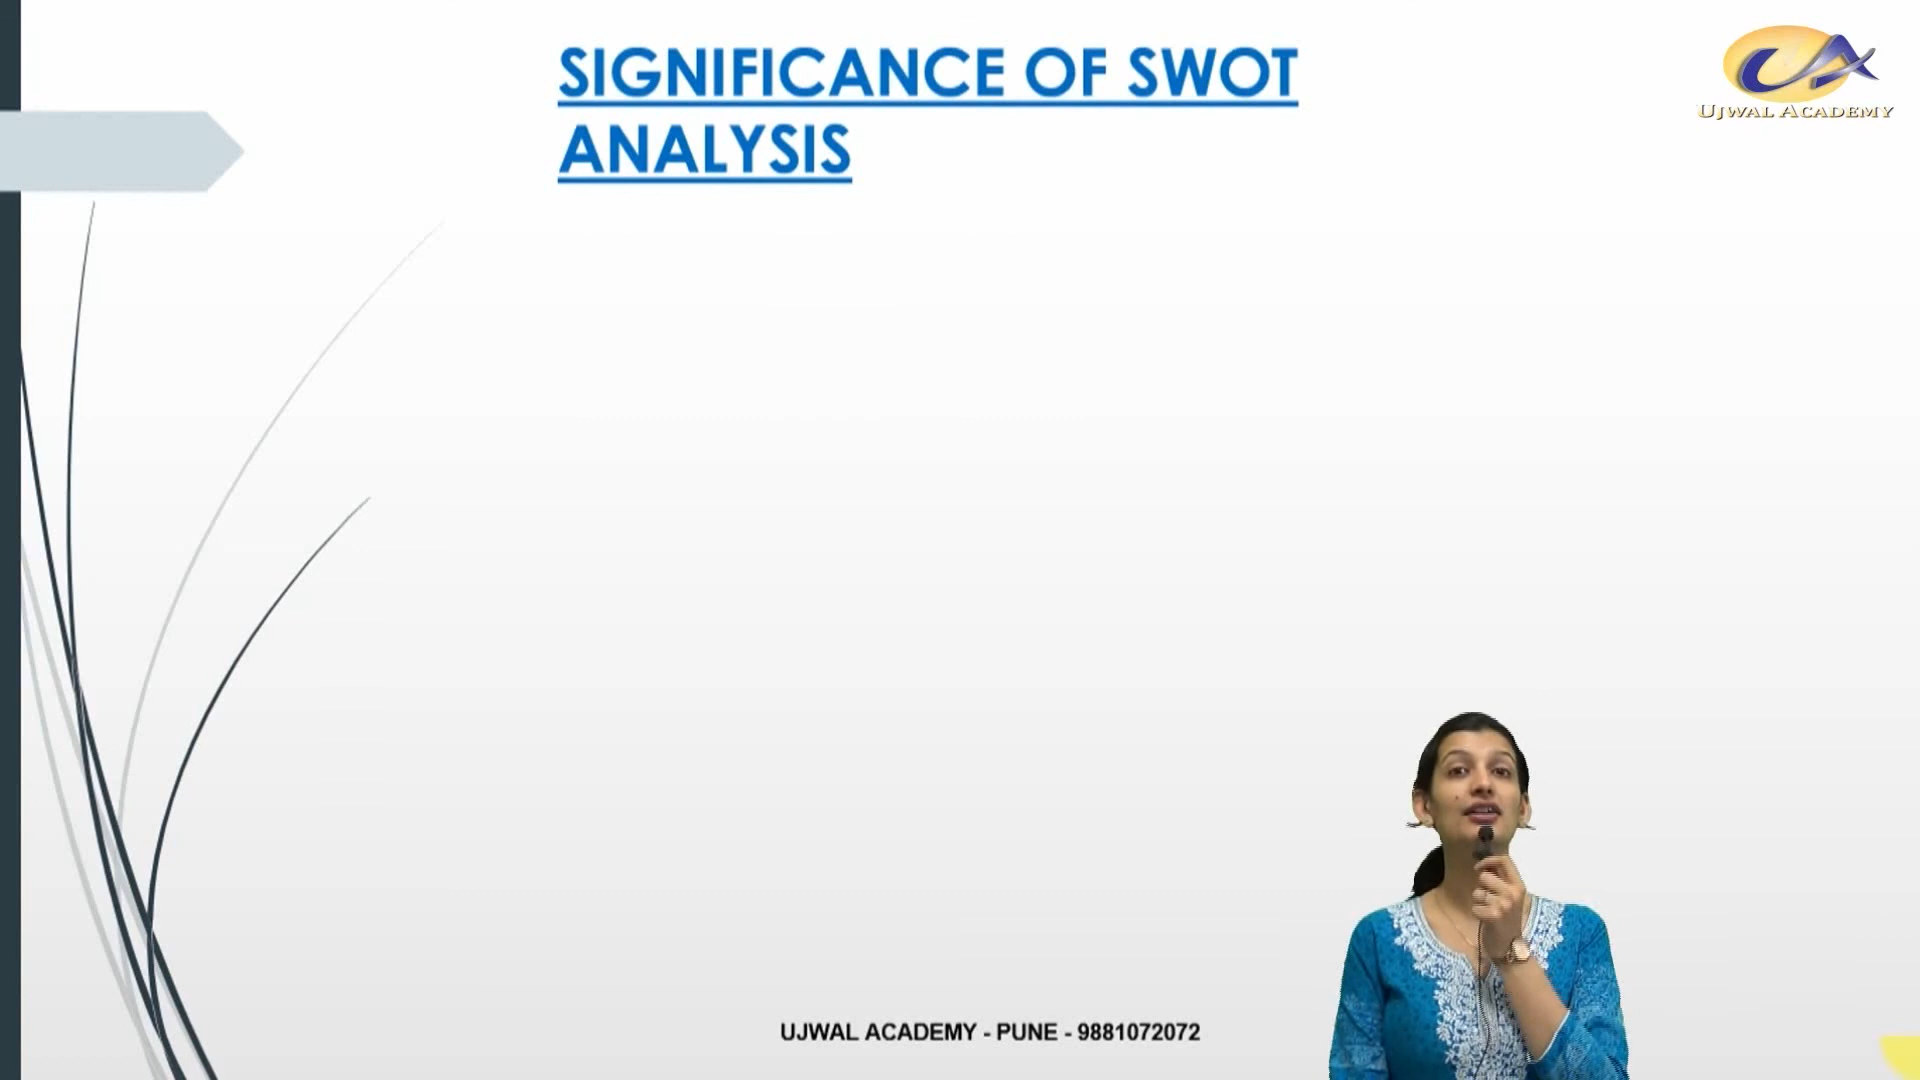 SIGNIFICANCE OF SWOT
ANALYSIS
UJWAL ACADEMY
UJWAL ACADEMY - PUNE - 9881072072